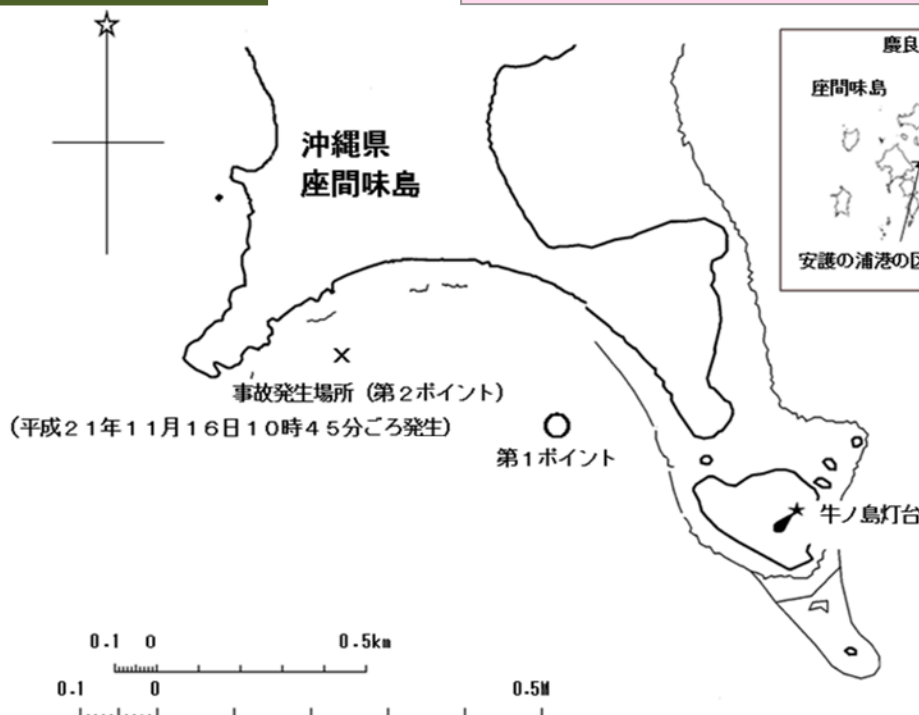 慶良
座間味島
安護の浦港の区
沖縄県
座間味島
事故発生場所（第２ポイント）
（平成２１年１１月１６日１０時４５分ごろ発生）
第１ポイント
牛ノ島灯台
0.1 0 0.5km
0.1 0 0.5M